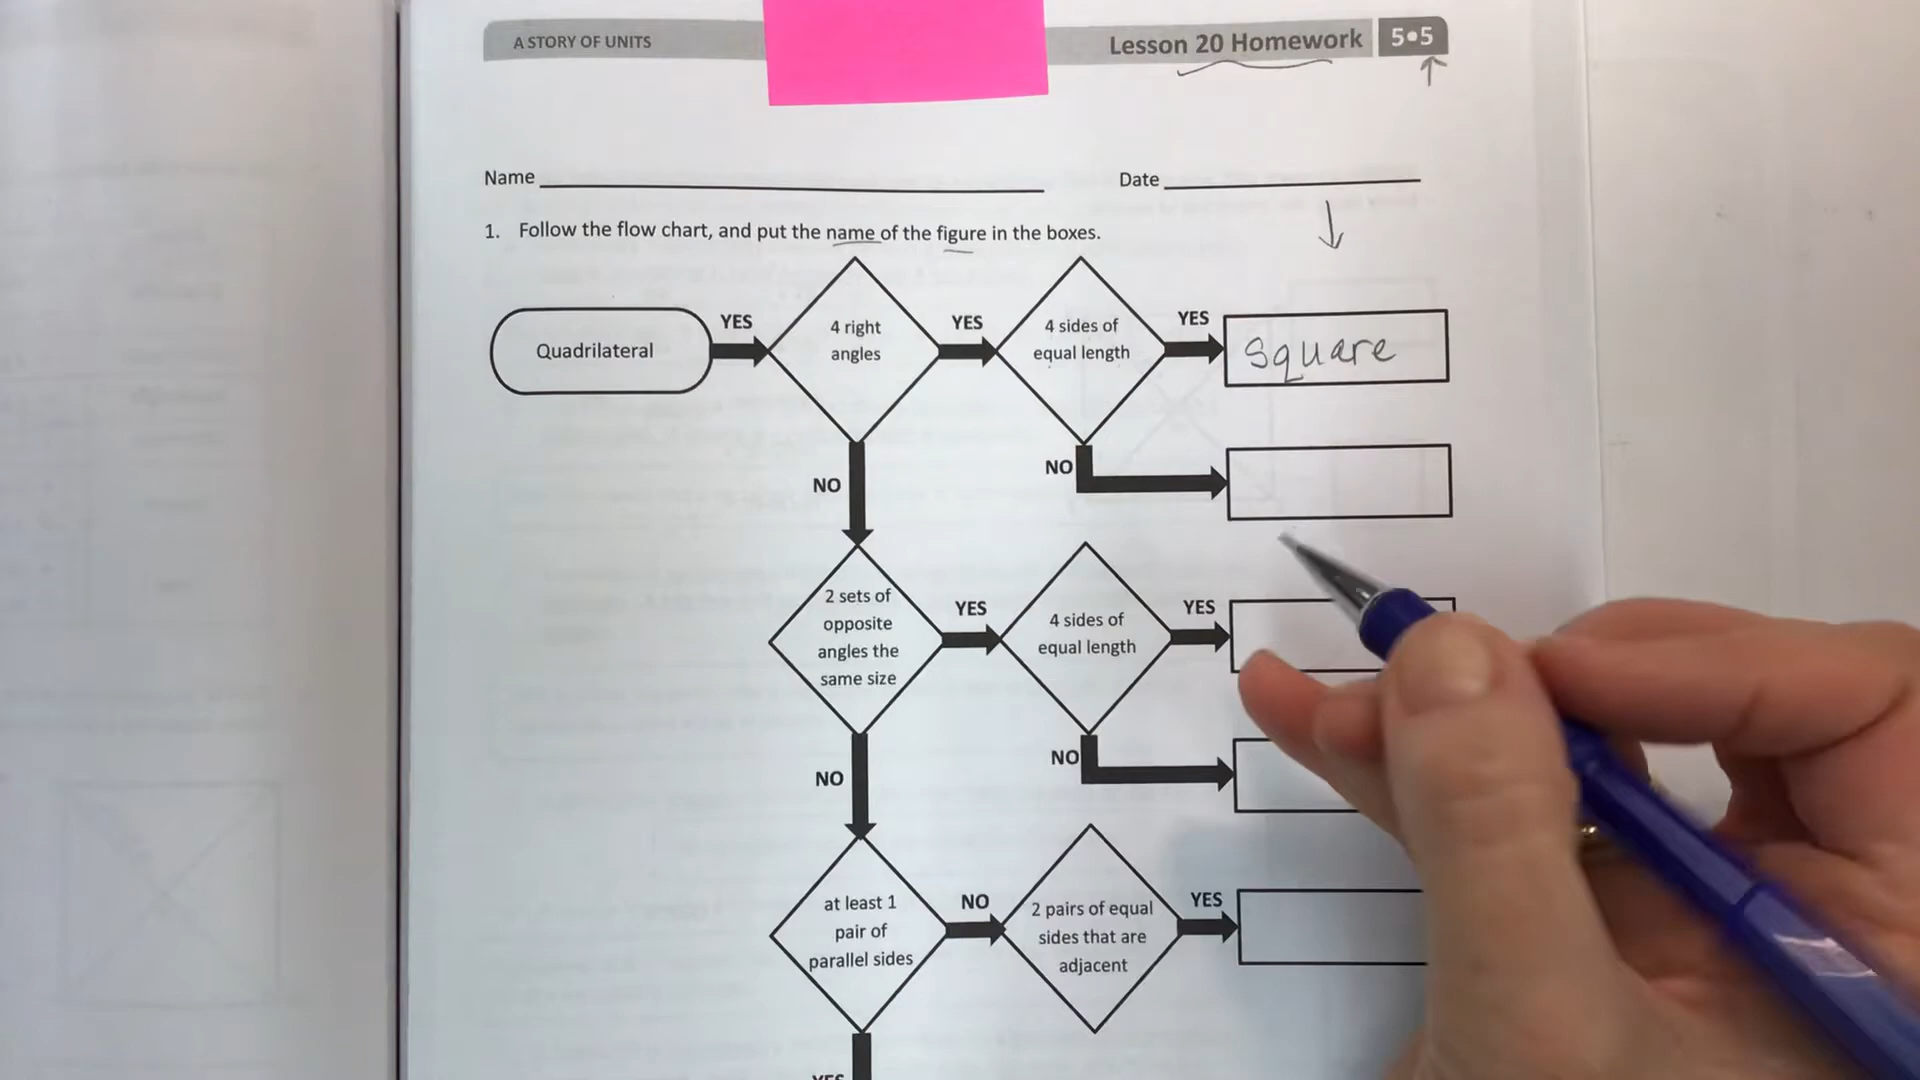 A STORY OF UNITS
Lesson 20 Homework 5•5
Name
Date
1. Follow the flow chart, and put the name of the figure in the boxes.
Quadrilateral
YES
4 right
angles
YES
4 sides of
equal length
YES
Square
NO
NO
2 sets of
opposite
angles the
same size
YES
4 sides of
equal length
YES
NO
NO
at least 1
pair of
parallel sides
NO
2 pairs of equal
sides that are
adjacent
YES
YES